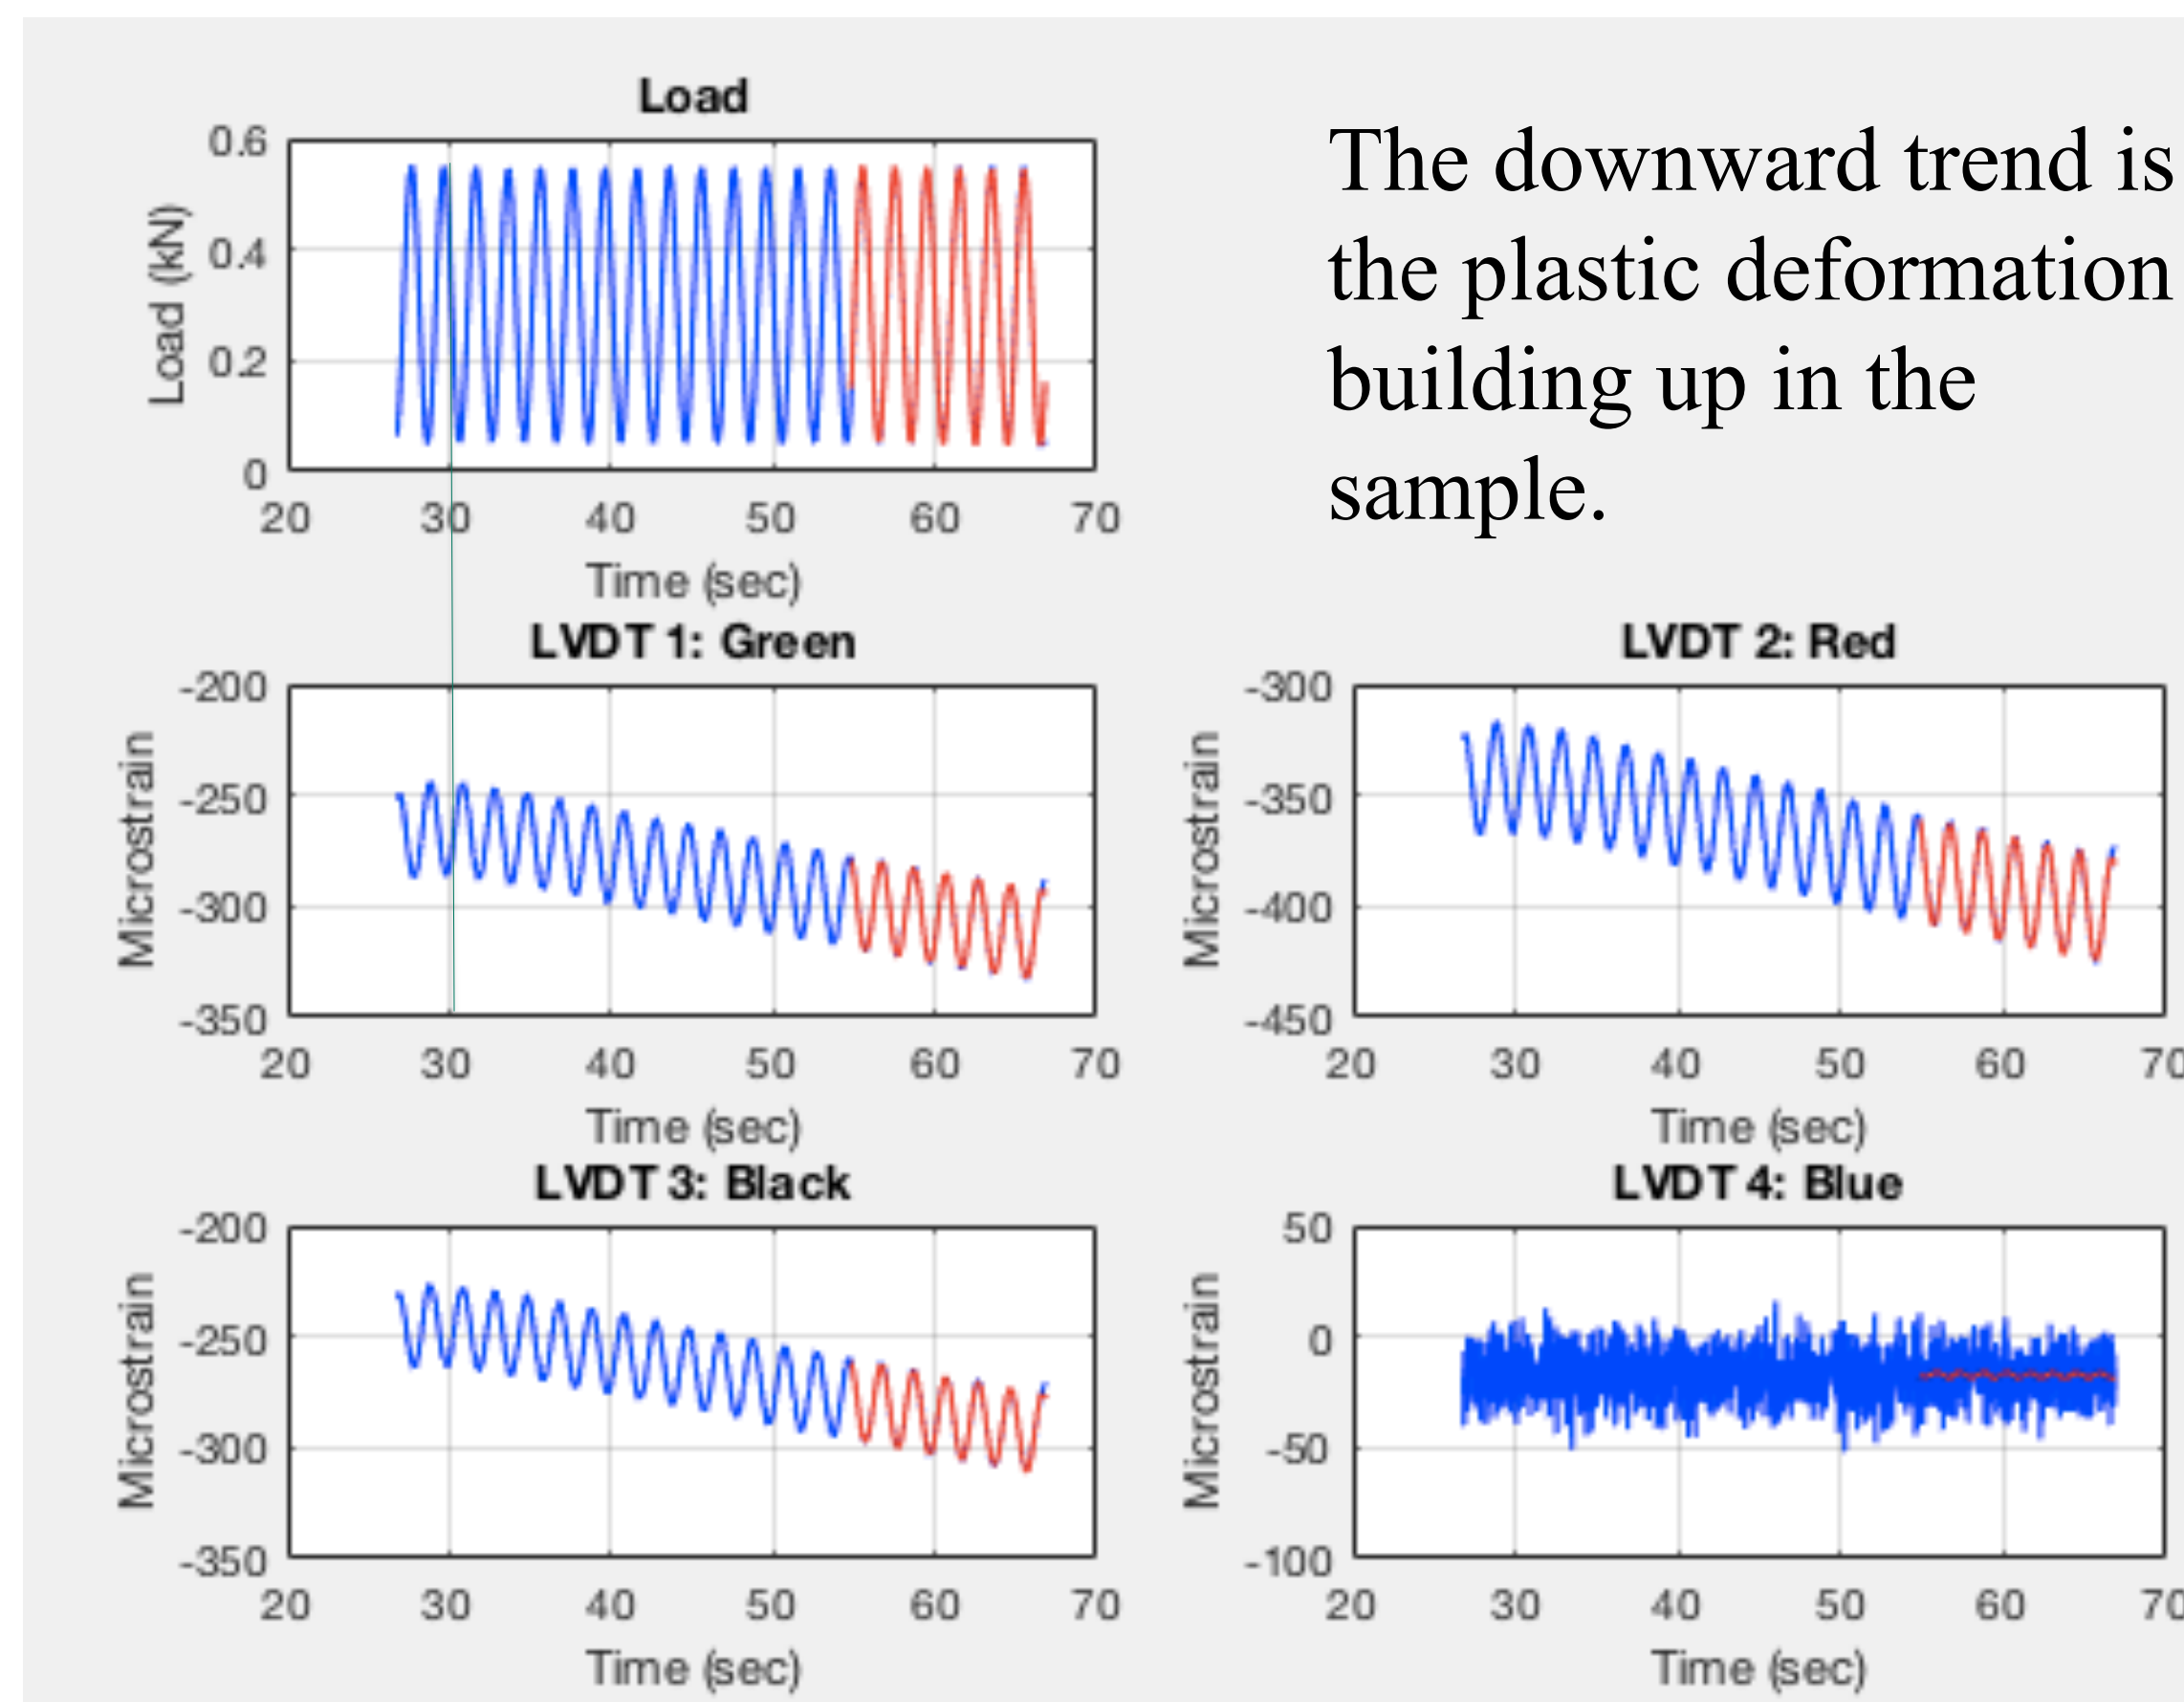 Load
The downward trend is
the plastic deformation
building up in the
sample.
Load (kN)
0.6
0.4
0.2
0
20 30 40 50 60 70
Time (sec)
LVDT 1: Green
Microstrain
-200
-250
-300
-350
20 30 40 50 60 70
Time (sec)
LVDT 2: Red
Microstrain
-300
-350
-400
-450
20 30 40 50 60 70
Time (sec)
LVDT 3: Black
Microstrain
-200
-250
-300
-350
20 30 40 50 60 70
Time (sec)
LVDT 4: Blue
Microstrain
50
0
-50
-100
20 30 40 50 60 70
Time (sec)